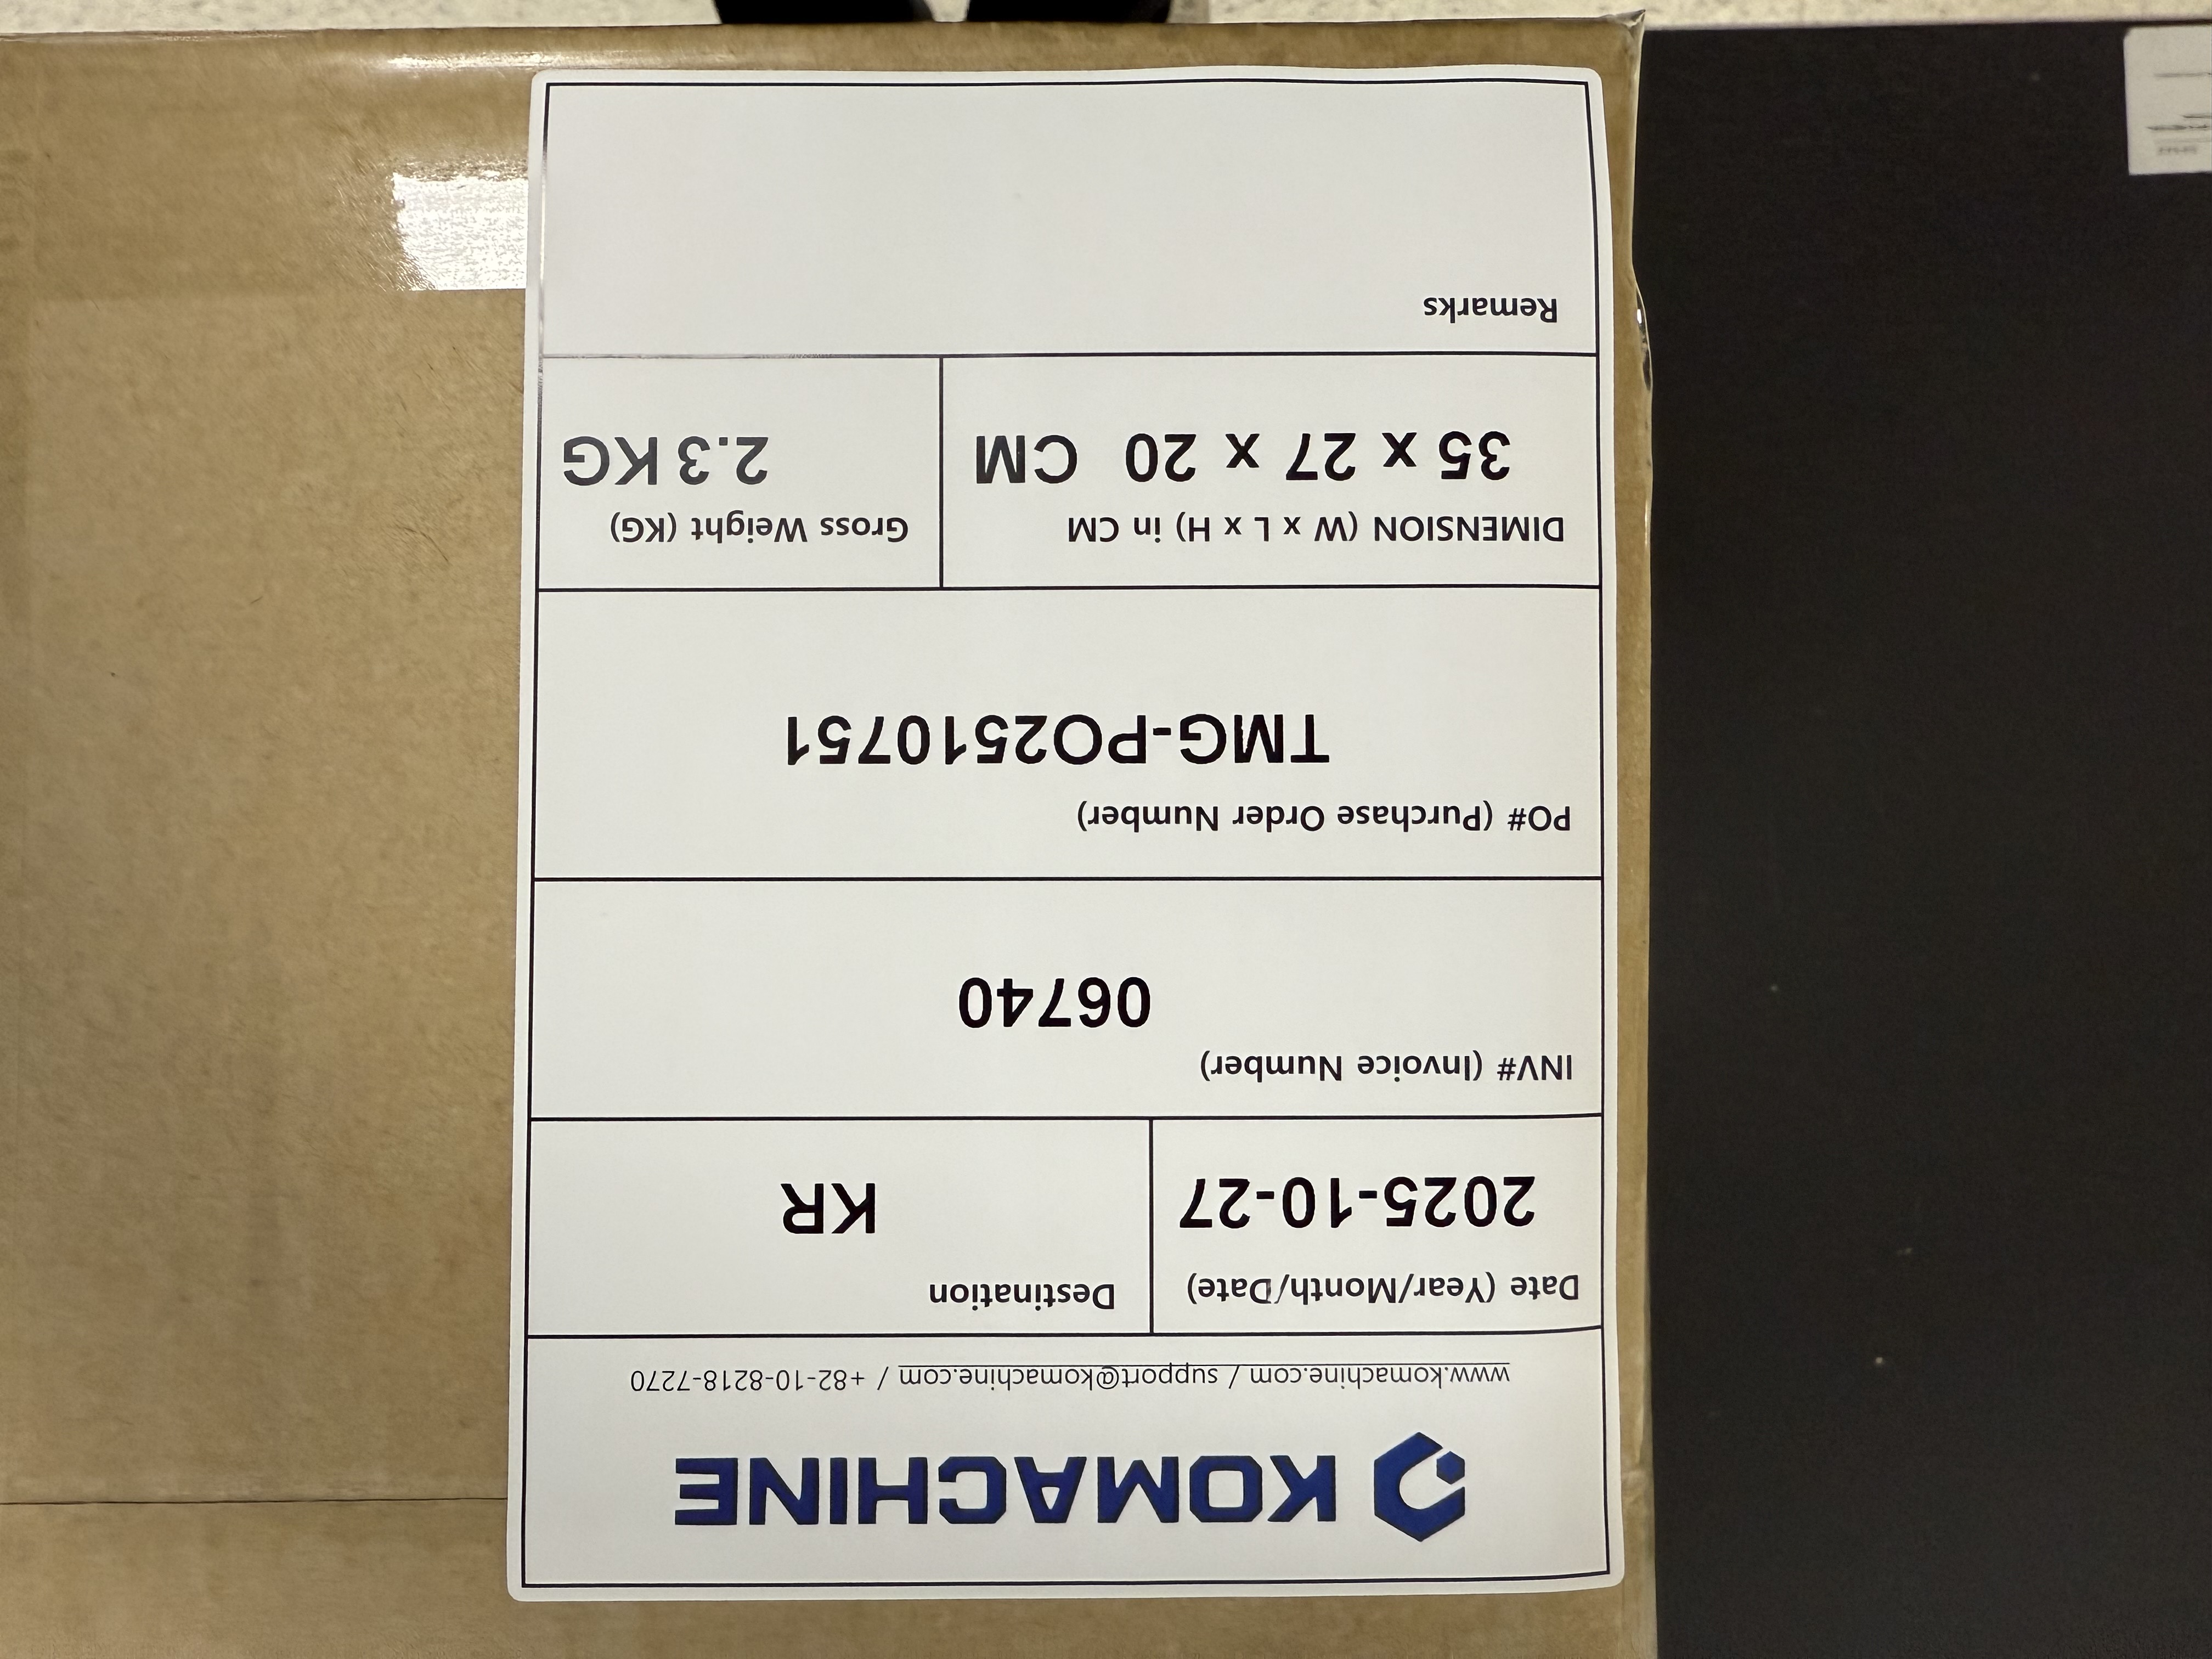 KOMACHINE
www.komachine.com / support@komachine.com / +82-10-8218-7270
Date (Year/Month/Date)
2025-10-27
Destination
KR
INV# (Invoice Number)
06740
PO# (Purchase Order Number)
TMG-PO2510751
DIMENSION (W x L x H) in CM
35 x 27 x 20 CM
Gross Weight (KG)
2.3 KG
Remarks